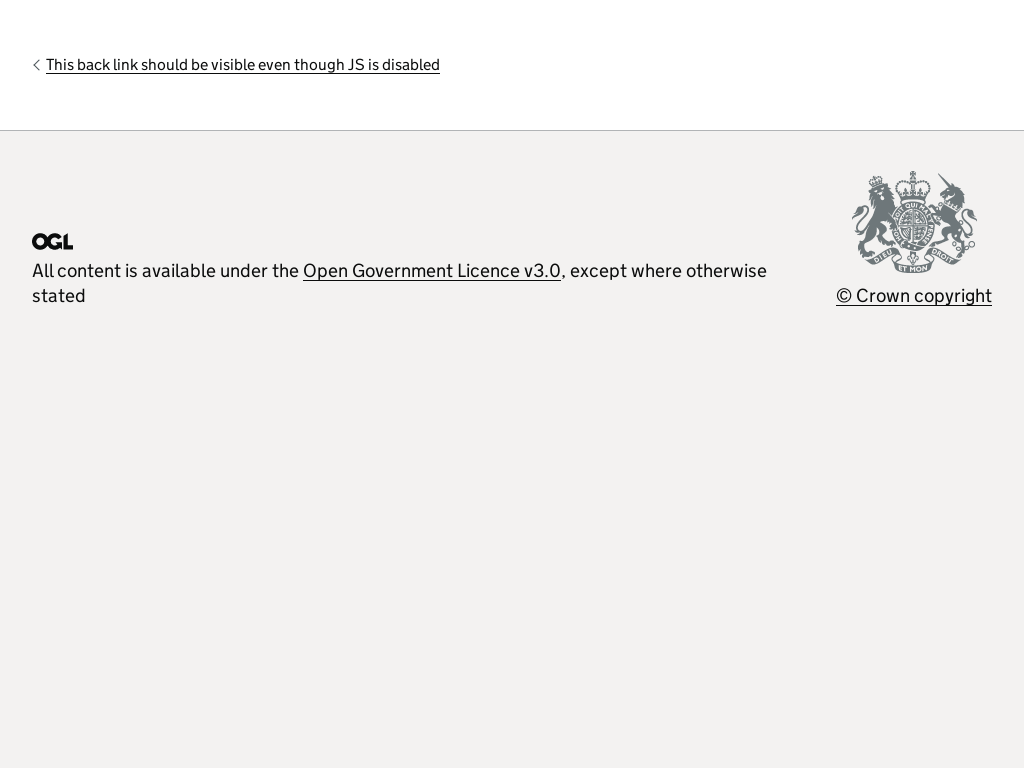 This back link should be visible even though JS is disabled
OGL
All content is available under the Open Government Licence v3.0, except where otherwise
stated
DIEU ET MON DROIT
© Crown copyright